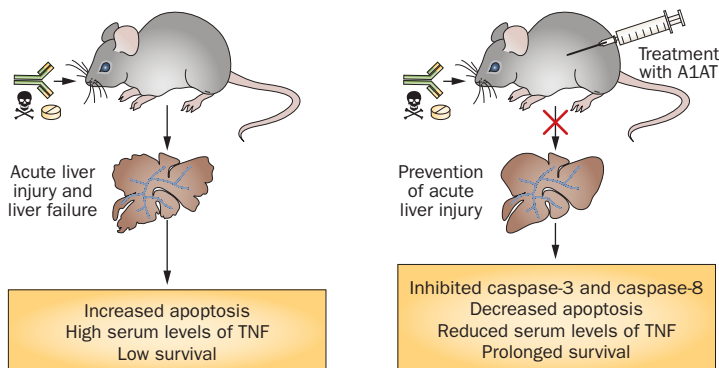 Acute liver
injury and
liver failure
Increased apoptosis
High serum levels of TNF
Low survival
Treatment
with A1AT
Prevention
of acute
liver injury
Inhibited caspase-3 and caspase-8
Decreased apoptosis
Reduced serum levels of TNF
Prolonged survival